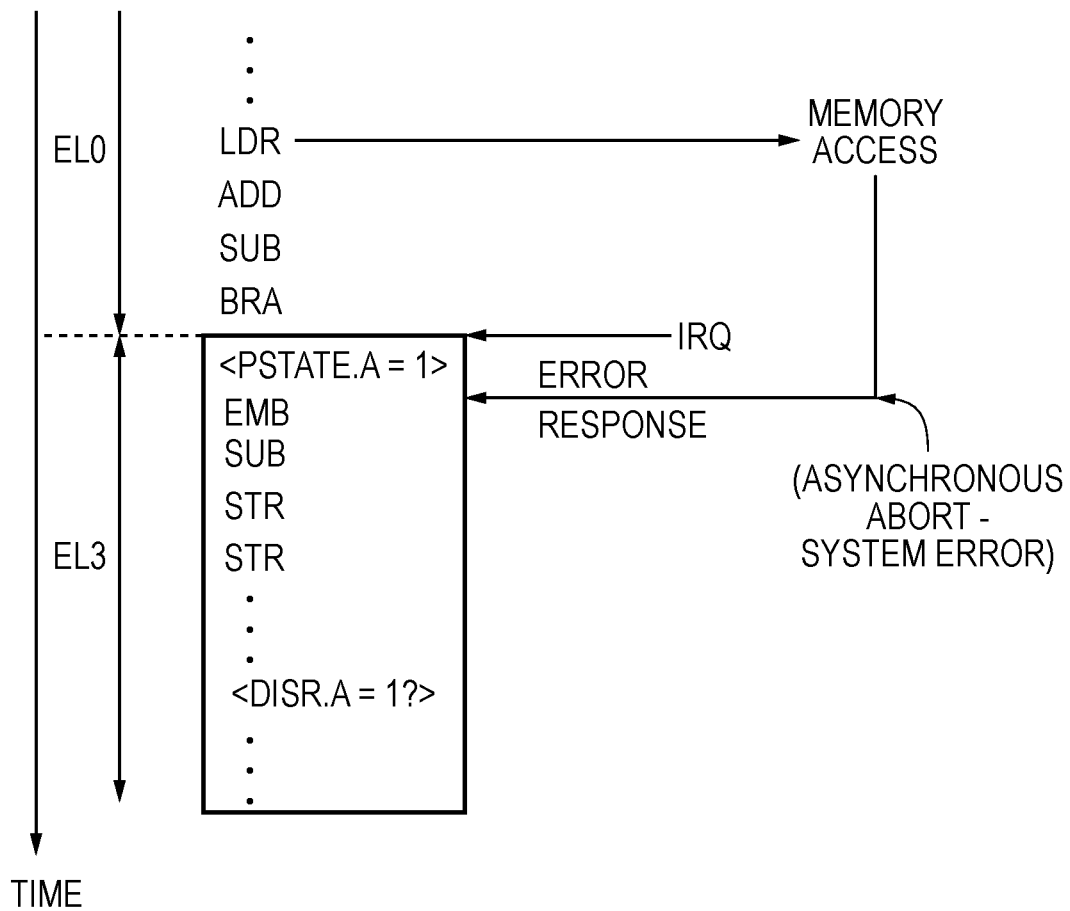 MEMORY
ACCESS
EL0
LDR
ADD
SUB
BRA
IRQ
<PSTATE.A = 1>
ERROR
RESPONSE
EMB
SUB
STR
STR
(ASYNCHRONOUS
ABORT -
SYSTEM ERROR)
EL3
<DISR.A = 1?>
TIME